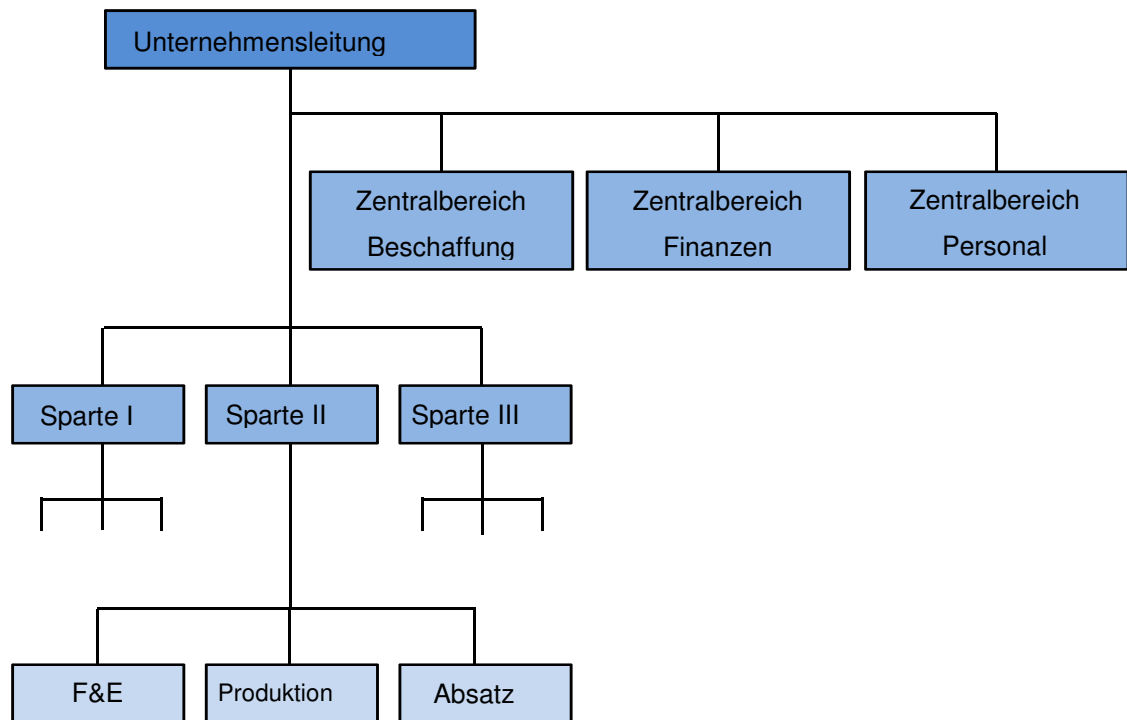 Unternehmensleitung
Zentralbereich
Beschaffung
Zentralbereich
Finanzen
Zentralbereich
Personal
Sparte I
Sparte II
Sparte III
F&E
Produktion
Absatz